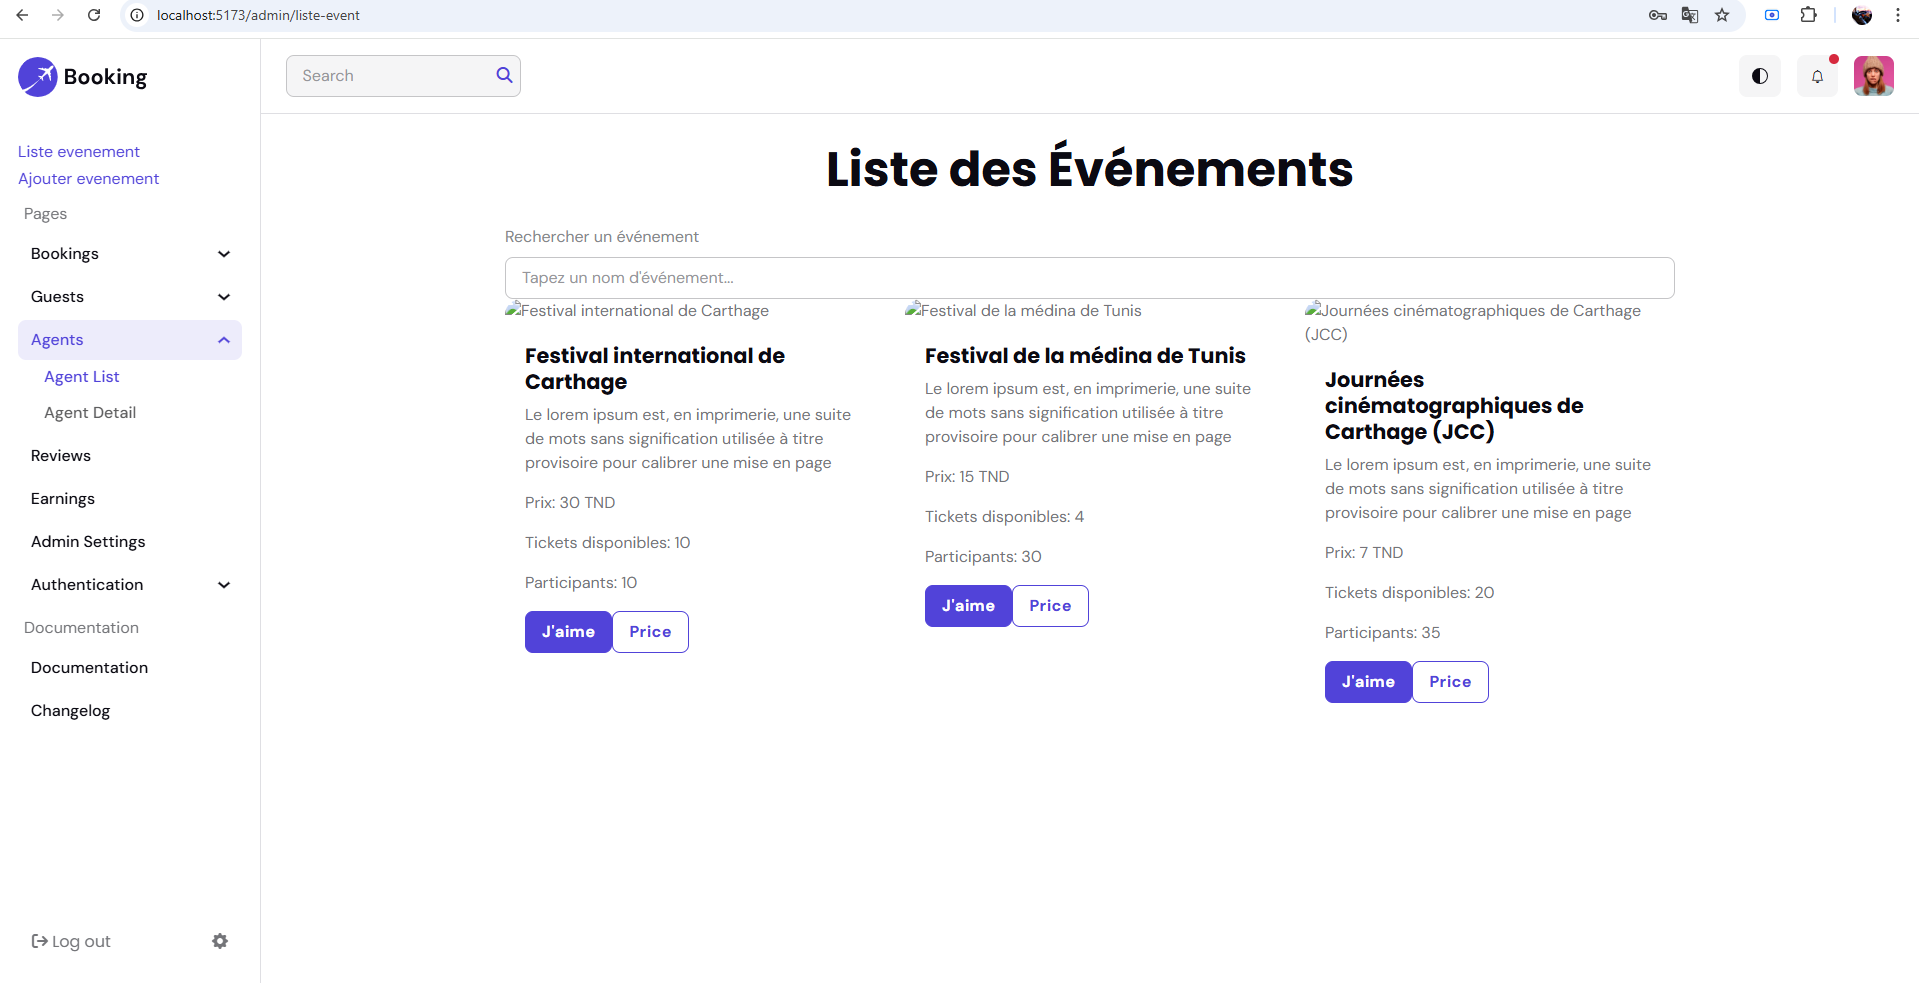 localhost:5173/admin/liste-event
Booking
Search
Liste evenement
Ajouter evenement
Pages
Bookings
Guests
Agents
Agent List
Agent Detail
Reviews
Earnings
Admin Settings
Authentication
Documentation
Documentation
Changelog
Log out
Liste des Événements
Rechercher un événement
Tapez un nom d'événement...
Festival international de Carthage
Festival international de
Carthage
Le lorem ipsum est, en imprimerie, une suite
de mots sans signification utilisée à titre
provisoire pour calibrer une mise en page
Prix: 30 TND
Tickets disponibles: 10
Participants: 10
J'aime
Price
Festival de la médina de Tunis
Festival de la médina de Tunis
Le lorem ipsum est, en imprimerie, une suite
de mots sans signification utilisée à titre
provisoire pour calibrer une mise en page
Prix: 15 TND
Tickets disponibles: 4
Participants: 30
J'aime
Price
Journées cinématographiques de Carthage
(JCC)
Journées
cinématographiques de
Carthage (JCC)
Le lorem ipsum est, en imprimerie, une suite
de mots sans signification utilisée à titre
provisoire pour calibrer une mise en page
Prix: 7 TND
Tickets disponibles: 20
Participants: 35
J'aime
Price